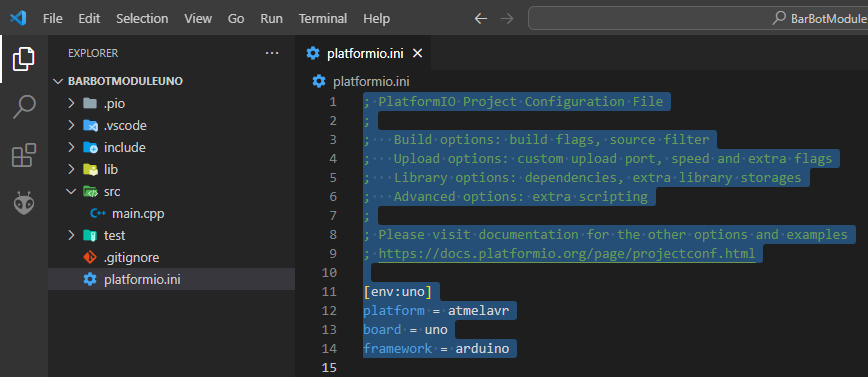 File Edit Selection View Go Run Terminal Help BarBotModule
EXPLORER
BARBOTMODULEUNO
.pio
.vscode
include
lib
src
main.cpp
test
.gitignore
platformio.ini
platformio.ini
platformio.ini
1 ; PlatformIO Project Configuration File
2 ;
3 ;   Build options: build flags, source filter
4 ;   Upload options: custom upload port, speed and extra flags
5 ;   Library options: dependencies, extra library storages
6 ;   Advanced options: extra scripting
7 ;
8 ; Please visit documentation for the other options and examples
9 ; https://docs.platformio.org/page/projectconf.html
10
11 [env:uno]
12 platform = atmelavr
13 board = uno
14 framework = arduino
15